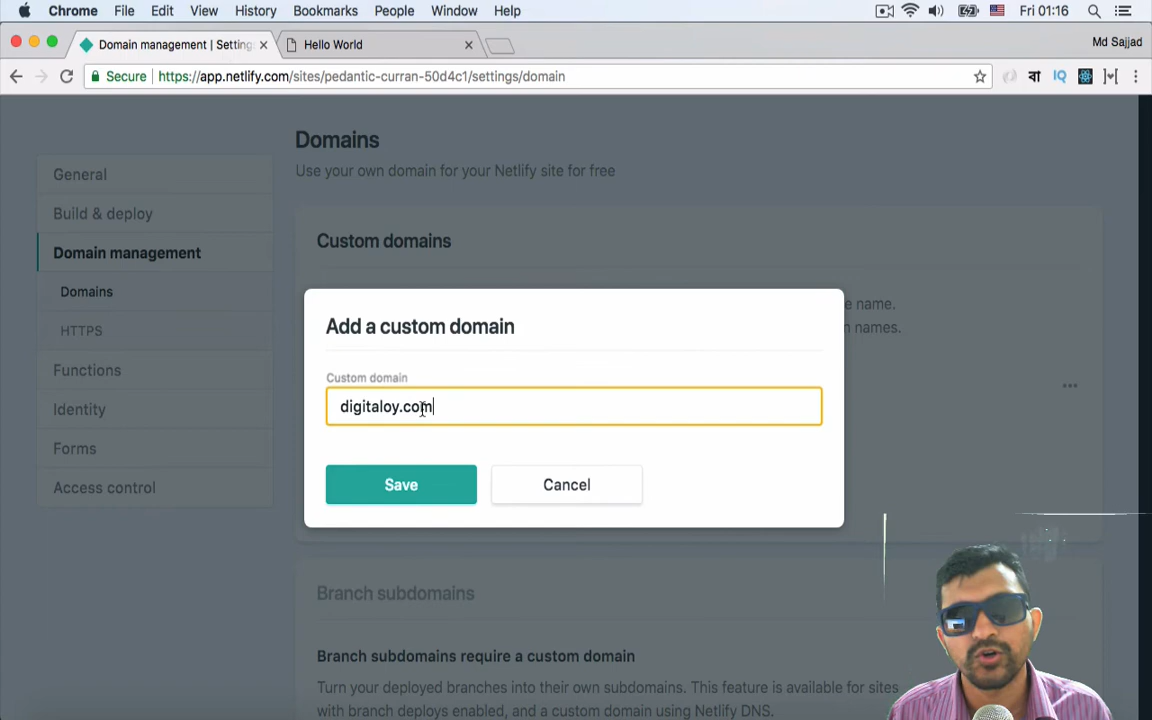 Chrome File Edit View History Bookmarks People Window Help Fri 01:16
Domain management | Setting
Hello World
Md Sajjad
Secure https://app.netlify.com/sites/pedantic-curran-50d4c1/settings/domain
বা IQ
General
Build & deploy
Domain management
Domains
HTTPS
Functions
Identity
Forms
Access control
Domains
Use your own domain for your Netlify site for free
Custom domains
e name.
n names.
Add a custom domain
Custom domain
digitaloy.com
Save Cancel
Branch subdomains
Branch subdomains require a custom domain
Turn your deployed branches into their own subdomains. This feature is available for sites
with branch deploys enabled, and a custom domain using Netlify DNS.